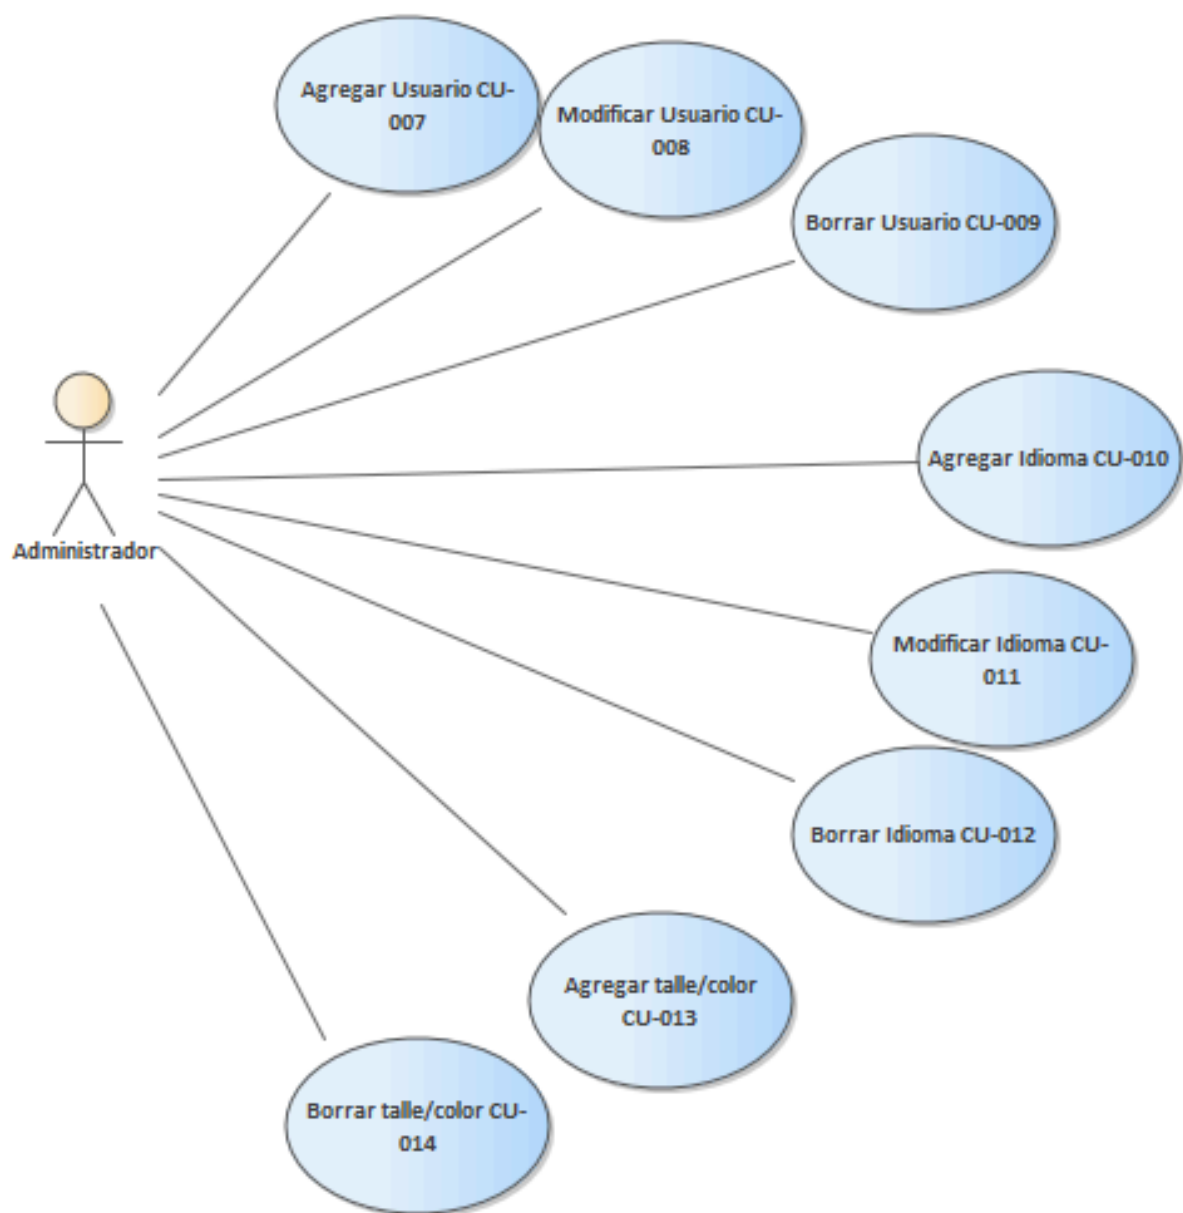 Agregar Usuario CU-
007
Modificar Usuario CU-
008
Borrar Usuario CU-009
Agregar Idioma CU-010
Administrador
Modificar Idioma CU-
011
Borrar Idioma CU-012
Agregar talle/color
CU-013
Borrar talle/color CU-
014